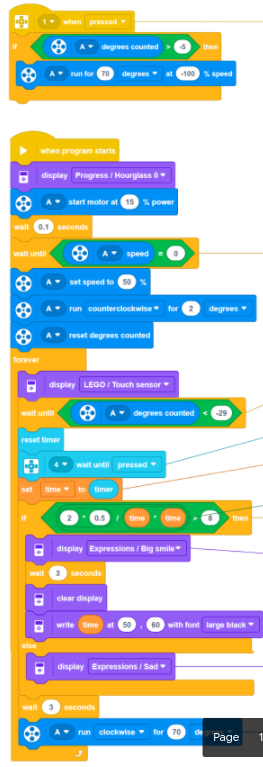 1 when pressed
if A degrees counted > -5 then
A run for 70 degrees at -100 % speed
when program starts
display Progress / Hourglass 0
A start motor at 15 % power
wait 0.1 seconds
wait until A speed = 0
A set speed to 50 %
A run counterclockwise for 2 degrees
A reset degrees counted
forever
display LEGO / Touch sensor
wait until A degrees counted < -29
reset timer
4 wait until pressed
set time to timer
if 2 * 0.5 / time * time > 8 then
display Expressions / Big smile
wait 3 seconds
clear display
write time at 50 , 60 with font large black
else
display Expressions / Sad
wait 3 seconds
A run clockwise for 70
Page 1